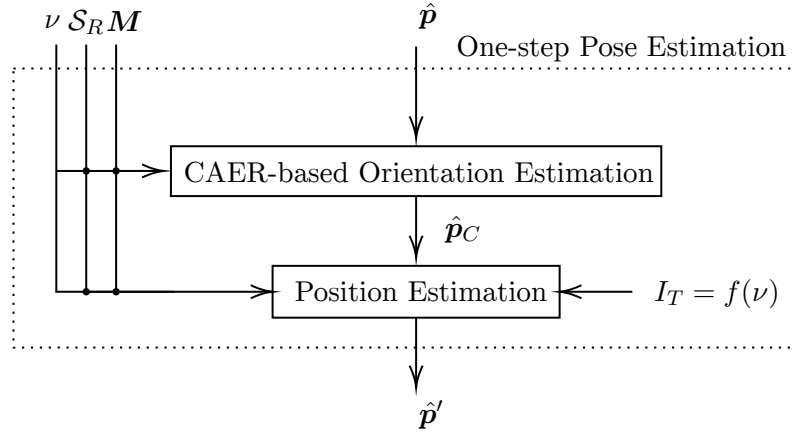 ν 𝒮_R 𝑴
p̂
One-step Pose Estimation
CAER-based Orientation Estimation
p̂_C
Position Estimation
I_T = f(ν)
p̂′